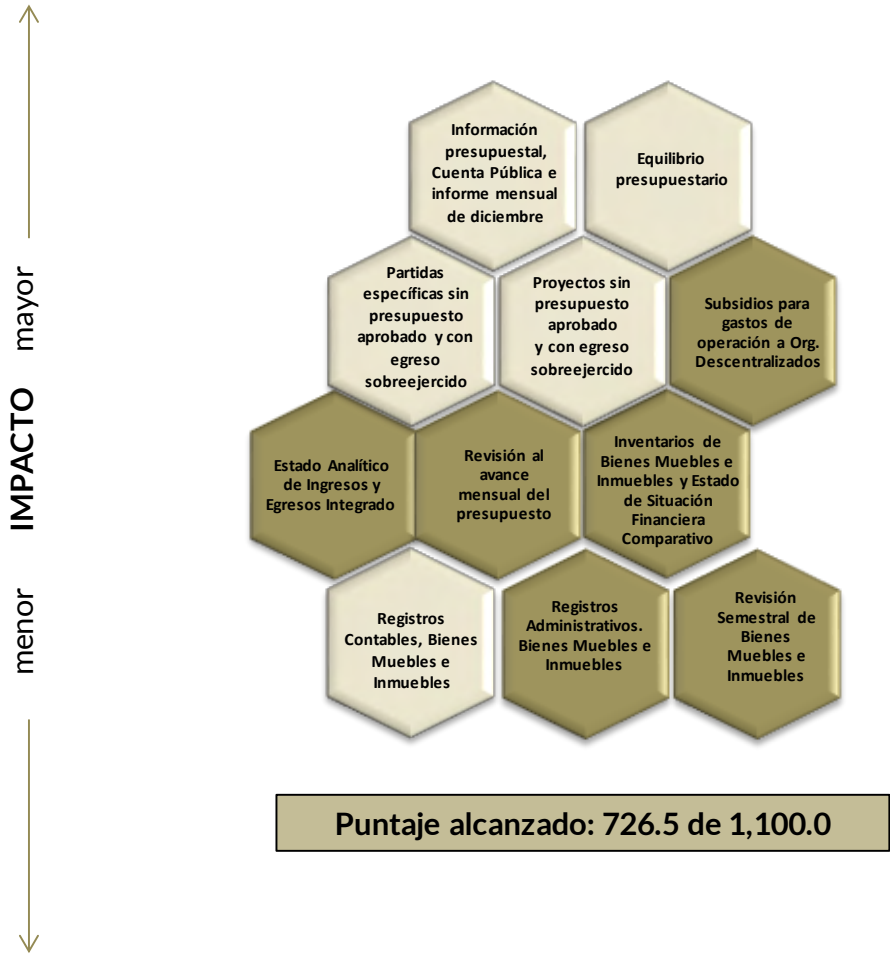 Información
presupuestal,
Cuenta Pública e
informe mensual
de diciembre
Equilibrio
presupuestario
Partidas
específicas sin
presupuesto
aprobado y con
egreso
sobreejercido
Proyectos sin
presupuesto
aprobado
y con egreso
sobreejercido
Subsidios para
gastos de
operación a Org.
Descentralizados
Estado Analítico
de Ingresos y
Egresos Integrado
Revisión al
avance
mensual del
presupuesto
Inventarios de
Bienes Muebles e
Inmuebles y Estado
de Situación
Financiera
Comparativo
Registros
Contables, Bienes
Muebles e
Inmuebles
Registros
Administrativos.
Bienes Muebles e
Inmuebles
Revisión
Semestral de
Bienes
Muebles e
Inmuebles
menor IMPACTO mayor
Puntaje alcanzado: 726.5 de 1,100.0